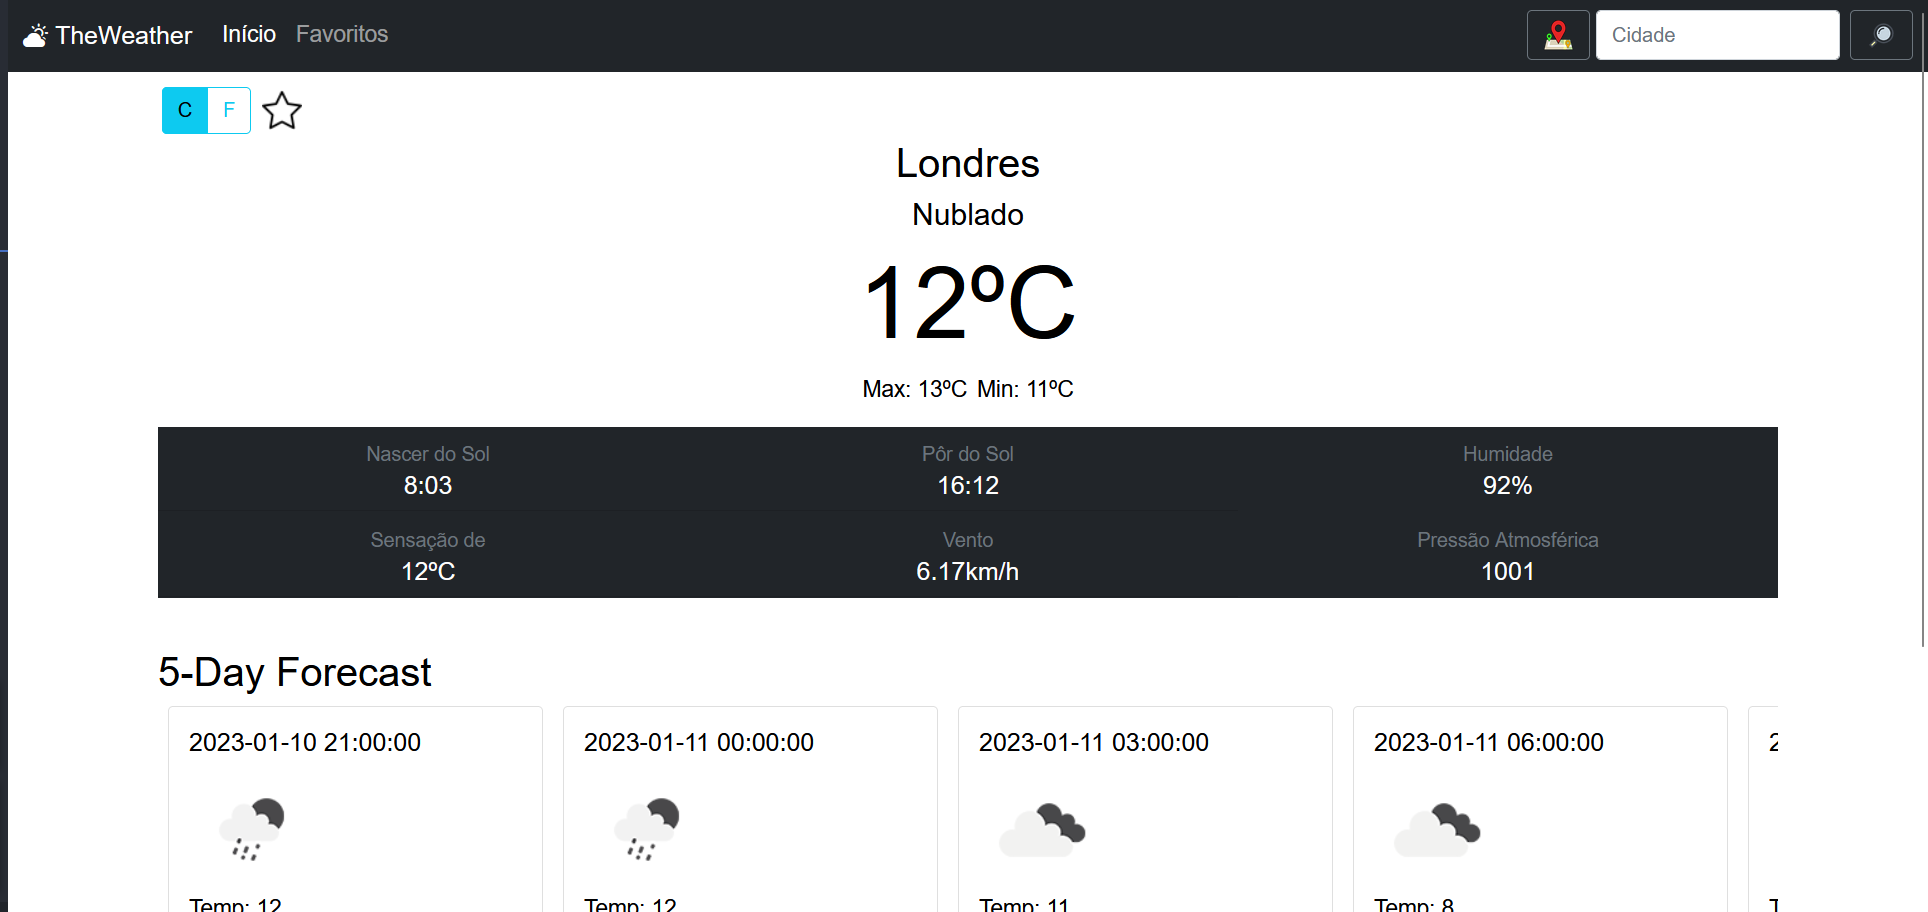 TheWeather Início Favoritos Cidade
C F
Londres
Nublado
12ºC
Max: 13ºC Min: 11ºC
Nascer do Sol Pôr do Sol Humidade
8:03 16:12 92%
Sensação de Vento Pressão Atmosférica
12ºC 6.17km/h 1001
5-Day Forecast
2023-01-10 21:00:00 2023-01-11 00:00:00 2023-01-11 03:00:00 2023-01-11 06:00:00
Temp: 12 Temp: 12 Temp: 11 Temp: 8